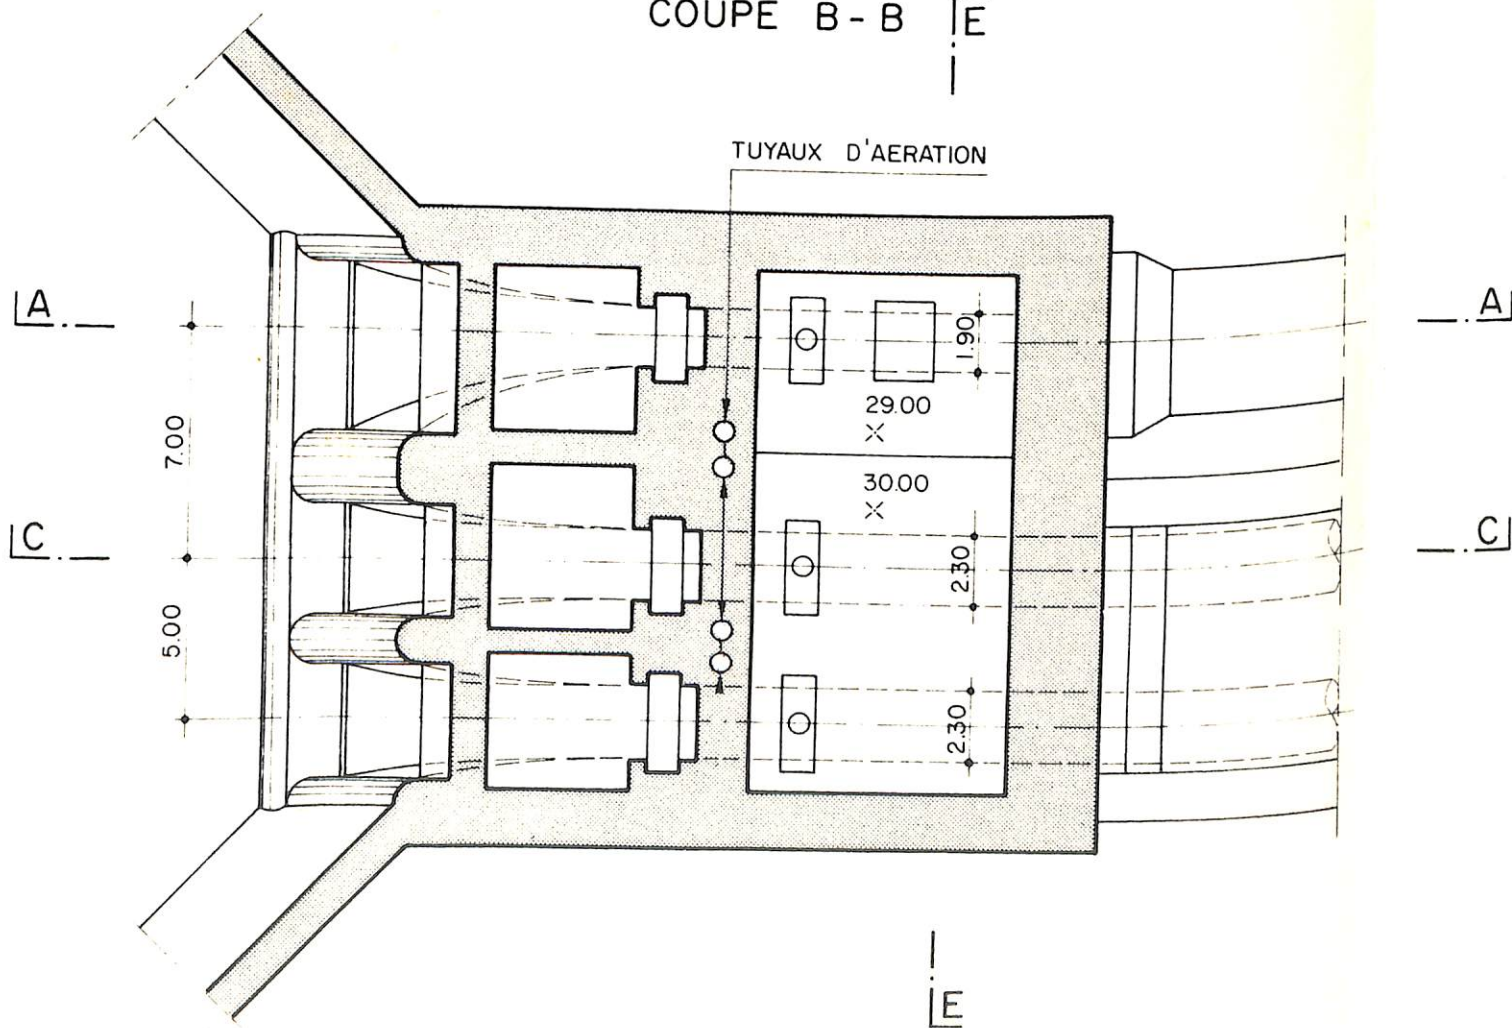 COUPE B-B
E
TUYAUX D'AERATION
A
A
1.90
29.00
7.00
30.00
C
C
2.30
5.00
2.30
E